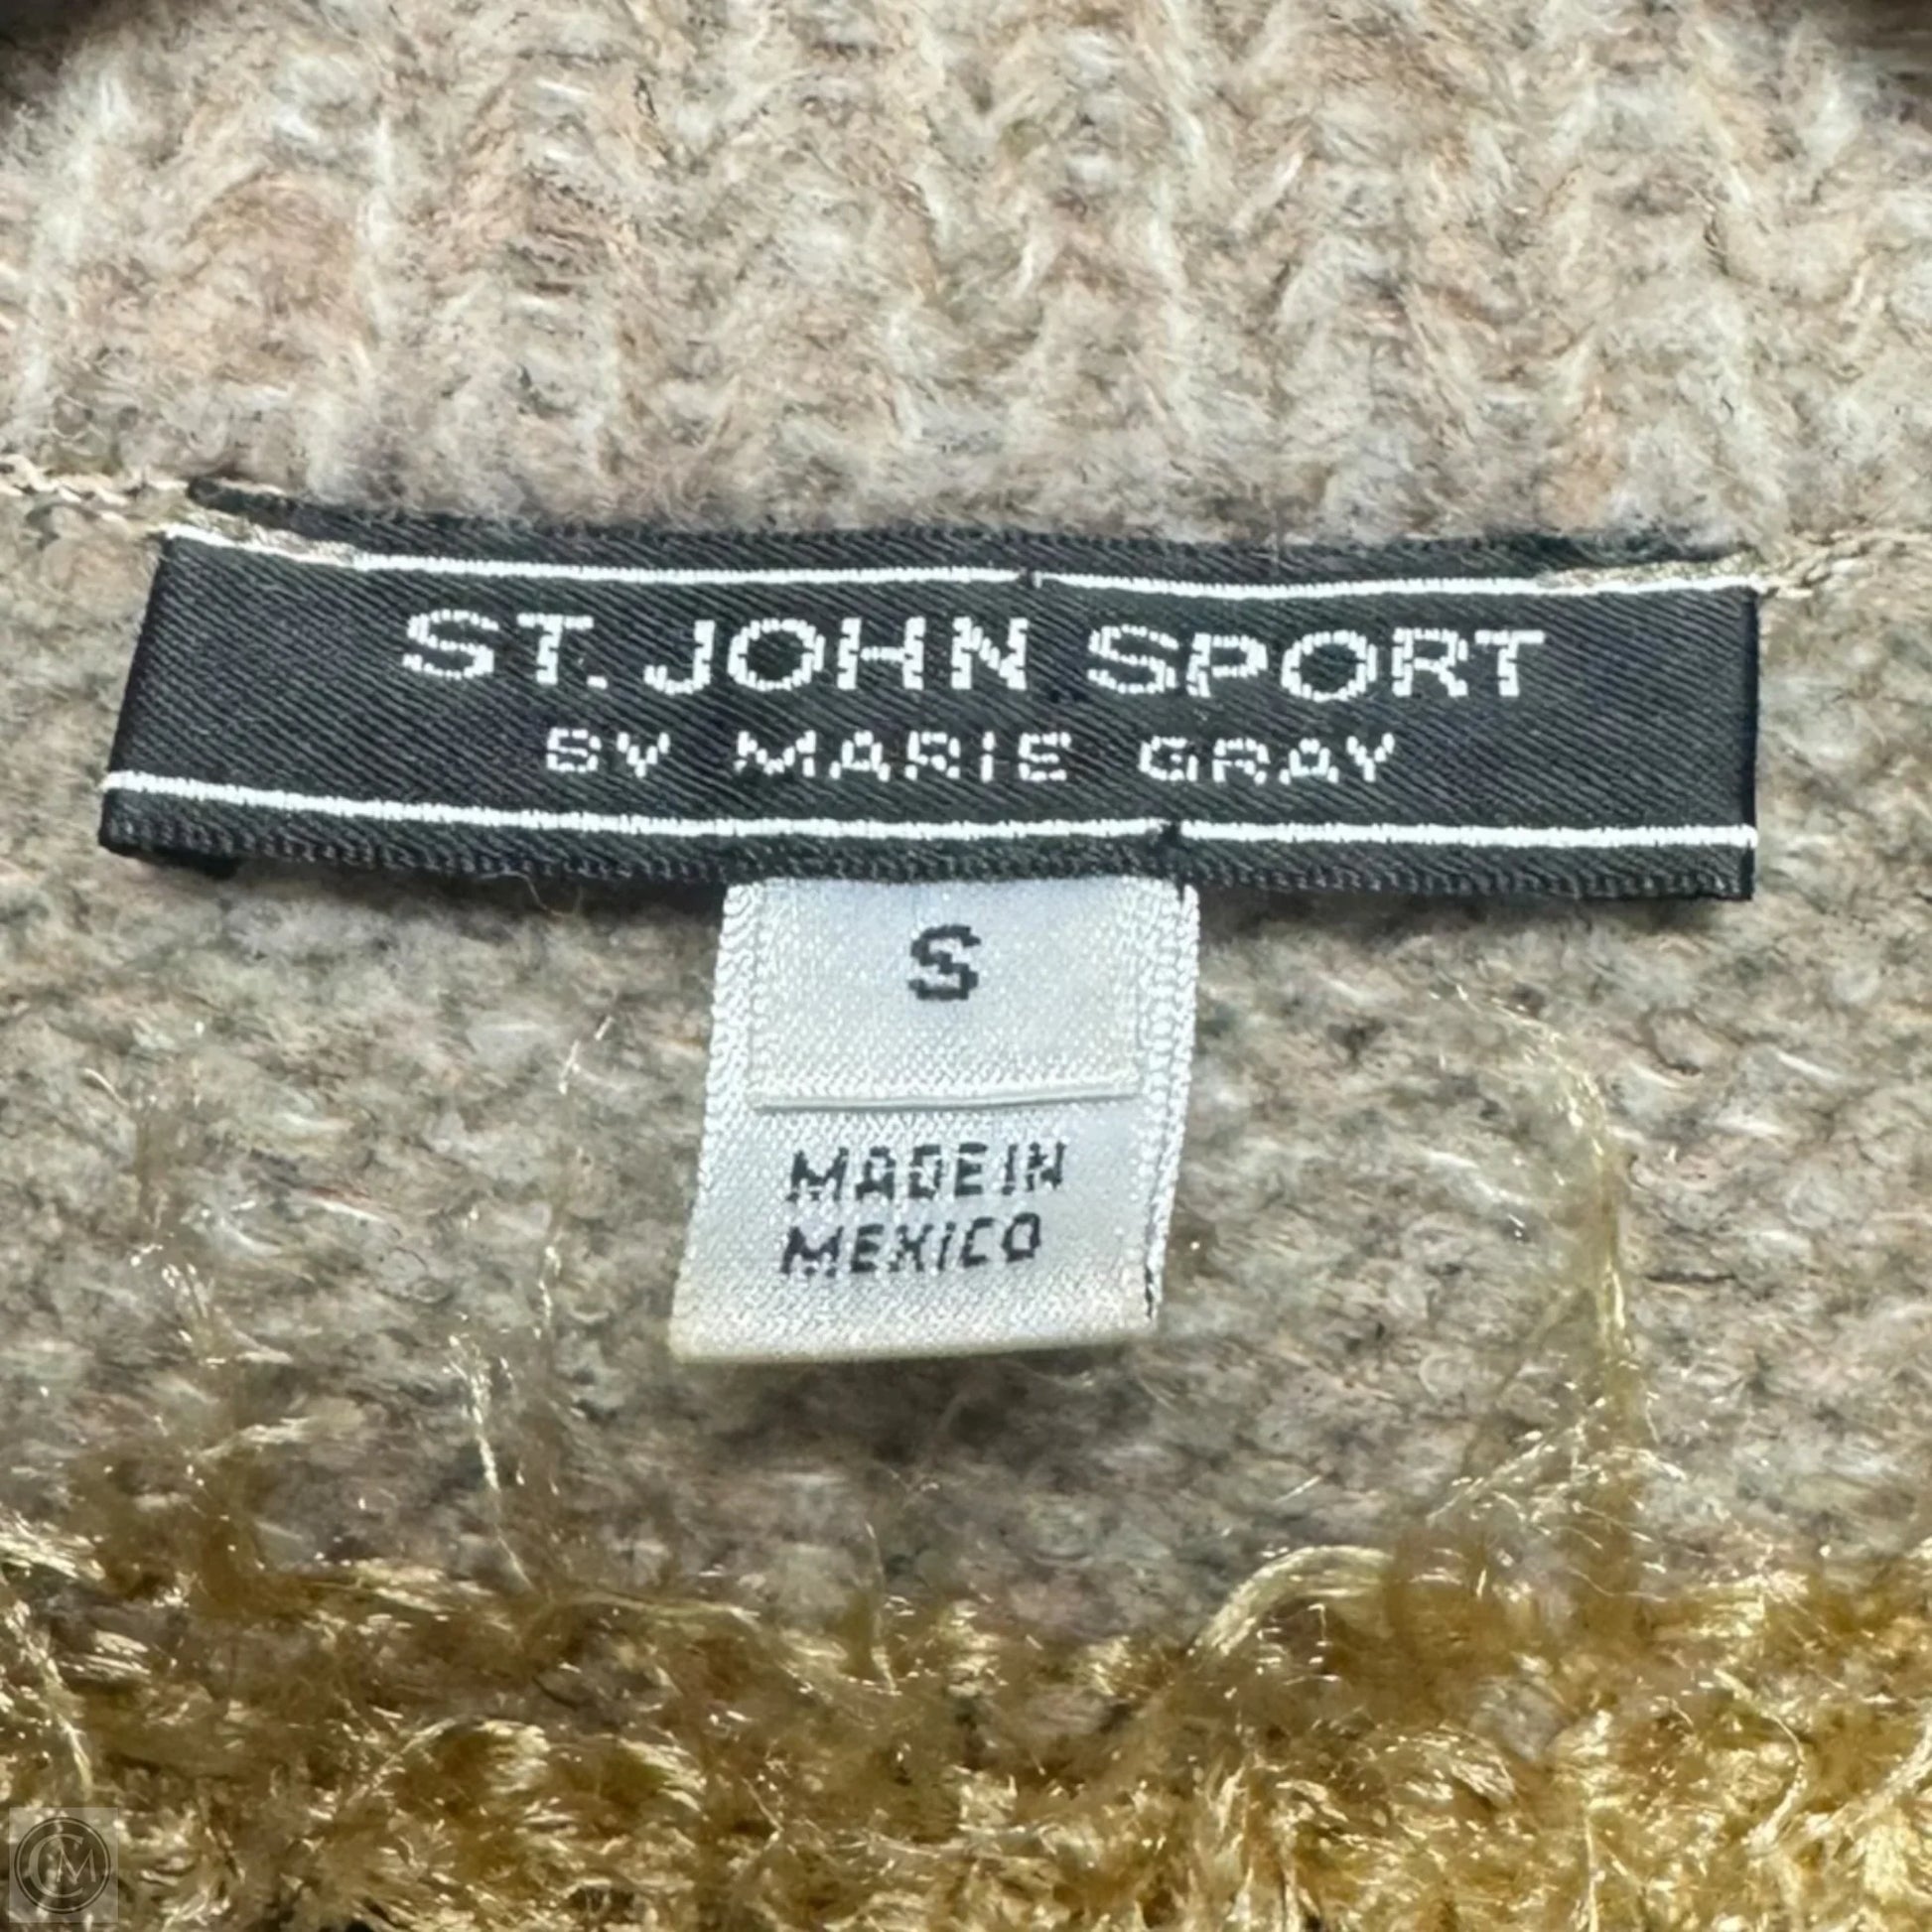 ST. JOHN SPORT
BY MARIE GRAY
S
MADE IN
MEXICO